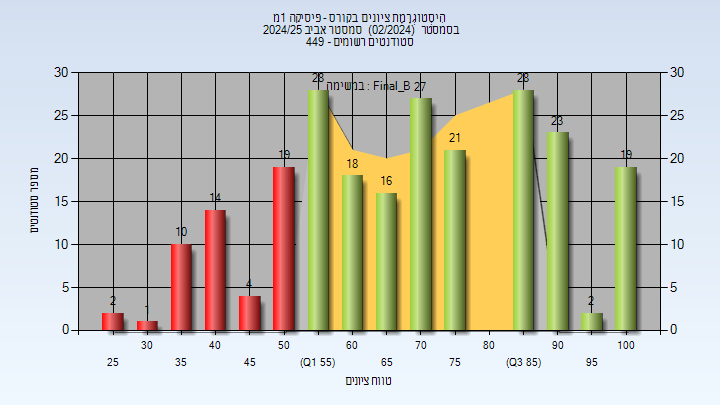 היסטוגרמת ציונים בקורס - פיסיקה 1מ
בסמסטר (02/2024) סמסטר אביב 2024/25
סטודנטים רשומים - 449
במשימה : Final_B
מספר סטודנטים
30 25 20 15 10 5 0
2 1 10 14 4 19 28 18 16 27 21 28 23 2 19
30 25 20 15 10 5 0
30 40 50 60 70 80 90 100
25 35 45 (Q1 55) 65 75 (Q3 85) 95
טווח ציונים